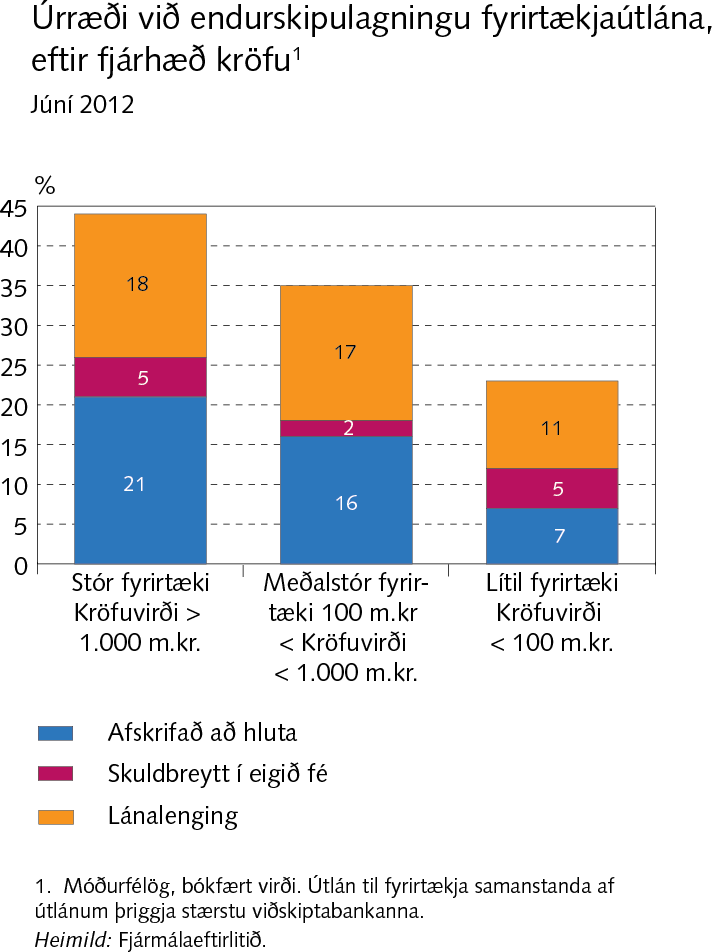 Úrræði við endurskipulagningu fyrirtækjaútlána,
eftir fjárhæð kröfu¹
Júní 2012
%
45
40
35
30
25
20
15
10
5
0
18
5
21
17
2
16
11
5
7
Stór fyrirtæki
Kröfuvirði >
1.000 m.kr.
Meðalstór fyrir-
tæki 100 m.kr
< Kröfuvirði
< 1.000 m.kr.
Lítil fyrirtæki
Kröfuvirði
< 100 m.kr.
Afskrifað að hluta
Skuldbreytt í eigið fé
Lánalenging
1. Móðurfélög, bókfært virði. Útlán til fyrirtækja samanstanda af
útlánum þriggja stærstu viðskiptabankanna.
Heimild: Fjármálaeftirlitið.